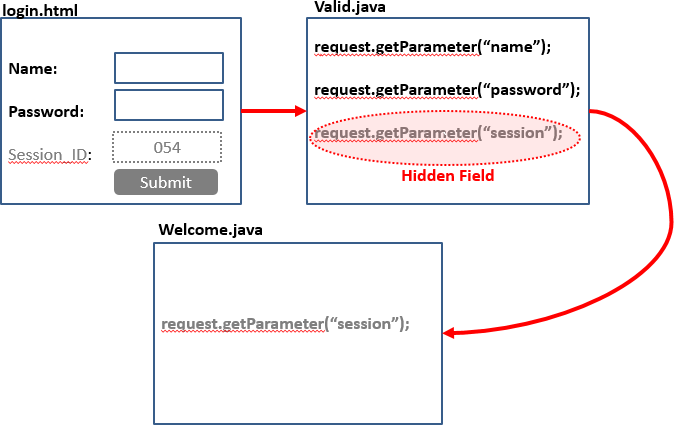 login.html
Name:
Password:
Session_ID:
054
Submit
Valid.java
request.getParameter(“name”);
request.getParameter(“password”);
request.getParameter(“session”);
Hidden Field
Welcome.java
request.getParameter(“session”);